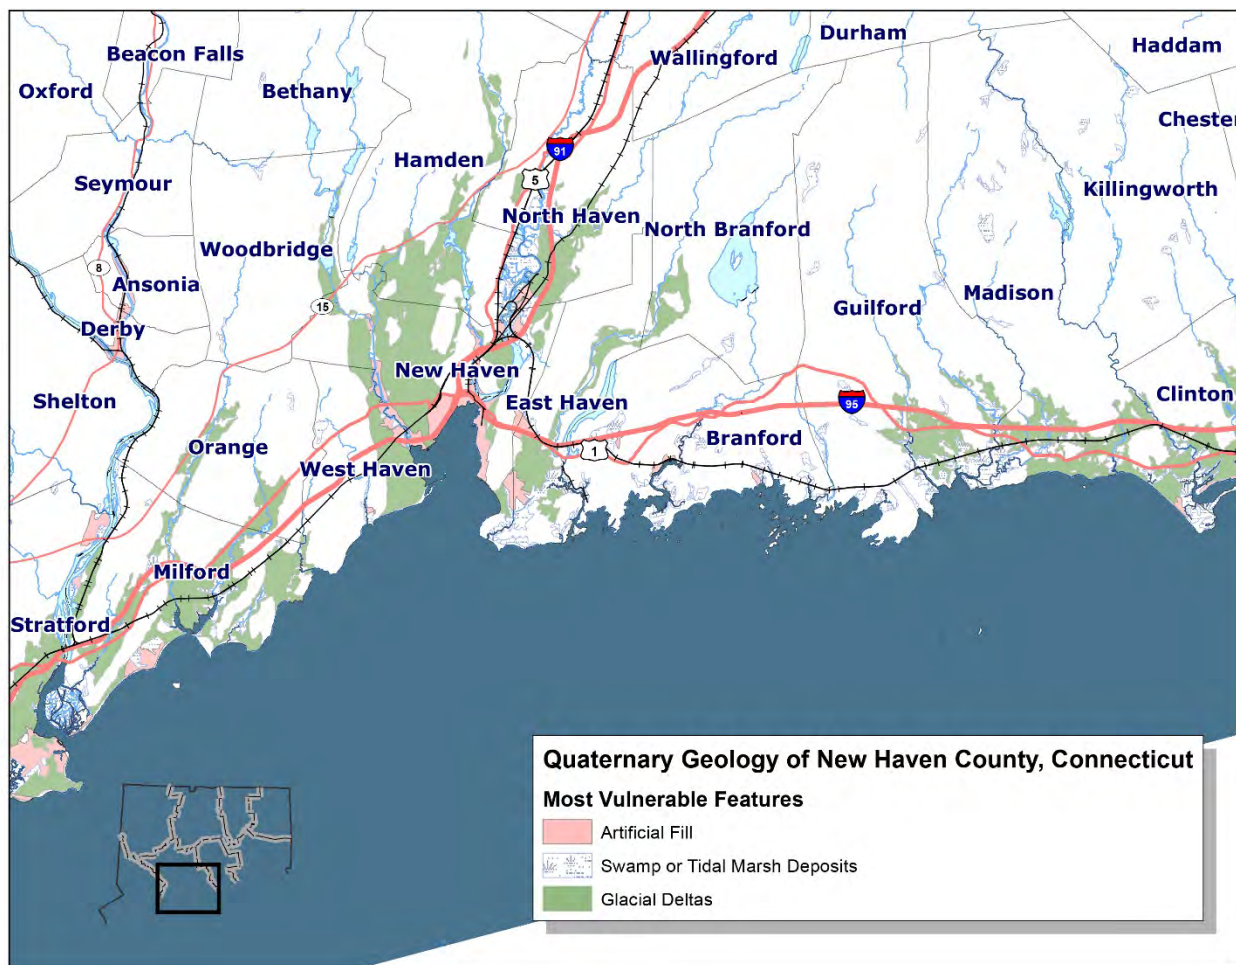 Durham
Haddam
Beacon Falls
Wallingford
Oxford
Bethany
Chester
91
Hamden
5
Seymour
Killingworth
North Haven
North Branford
Woodbridge
8
Ansonia
15
Madison
Guilford
Derby
New Haven
Clinton
Shelton
East Haven
95
Orange
Branford
1
West Haven
Milford
Stratford
Quaternary Geology of New Haven County, Connecticut
Most Vulnerable Features
Artificial Fill
Swamp or Tidal Marsh Deposits
Glacial Deltas